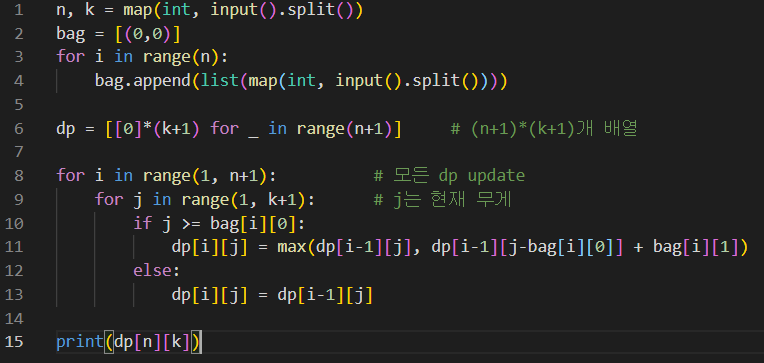 1 n, k = map(int, input().split())
2 bag = [(0,0)]
3 for i in range(n):
4     bag.append(list(map(int, input().split())))
5
6 dp = [[0]*(k+1) for _ in range(n+1)]     # (n+1)*(k+1)개 배열
7
8 for i in range(1, n+1):          # 모든 dp update
9     for j in range(1, k+1):      # j는 현재 무게
10         if j >= bag[i][0]:
11             dp[i][j] = max(dp[i-1][j], dp[i-1][j-bag[i][0]] + bag[i][1])
12         else:
13             dp[i][j] = dp[i-1][j]
14
15 print(dp[n][k])